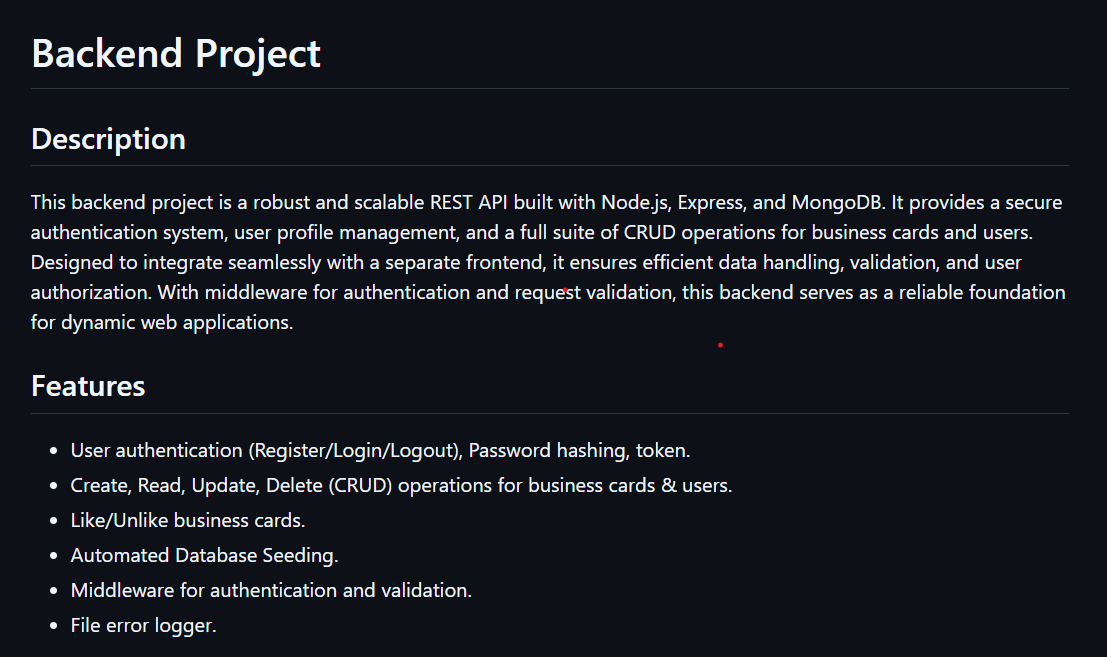 Backend Project
Description
This backend project is a robust and scalable REST API built with Node.js, Express, and MongoDB. It provides a secure
authentication system, user profile management, and a full suite of CRUD operations for business cards and users.
Designed to integrate seamlessly with a separate frontend, it ensures efficient data handling, validation, and user
authorization. With middleware for authentication and request validation, this backend serves as a reliable foundation
for dynamic web applications.
Features
• User authentication (Register/Login/Logout), Password hashing, token.
• Create, Read, Update, Delete (CRUD) operations for business cards & users.
• Like/Unlike business cards.
• Automated Database Seeding.
• Middleware for authentication and validation.
• File error logger.